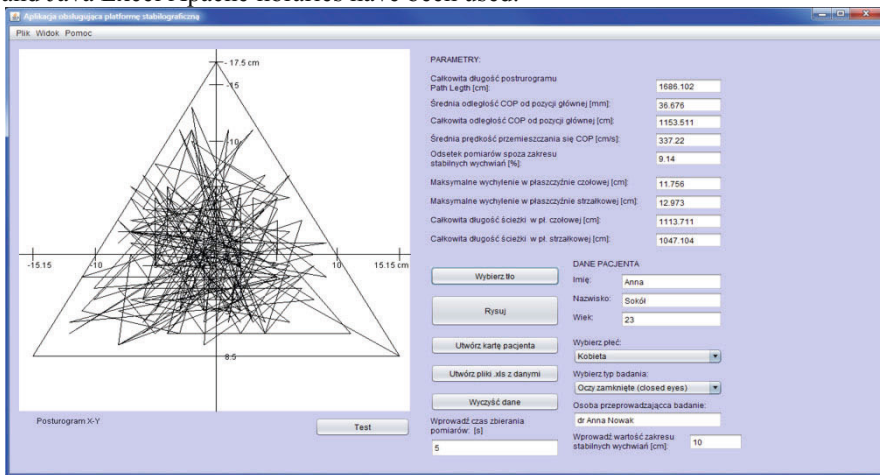 and Java Excel Apache libraries have been used.
Aplikacja obsługująca platformę stabilograficzną
Plik Widok Pomoc
- 17.5 cm
-15
-10
-15.15
-10
10
15.15 cm
8.5
Posturogram X-Y
Test
PARAMETRY:
Całkowita długość postrurogramu
Path Legth [cm]:
1686.102
Średnia odległość COP od pozycji głównej [mm]:
36.676
Całkowita odległość COP od pozycji głównej [cm]:
1153.511
Średnia prędkość przemieszczania się COP [cm/s]:
337.22
Odsetek pomiarów spoza zakresu
stabilnych wychwiań [%]:
9.14
Maksymalne wychylenie w płaszczyźnie czołowej [cm]:
11.756
Maksymalne wychylenie w płaszczyźnie strzałkowej [cm]:
12.973
Całkowita długość ścieżki w pł. czołowej [cm]:
1113.711
Całkowita długość ścieżki w pł. strzałkowej [cm]:
1047.104
Wybierz tło
Rysuj
Utwórz kartę pacjenta
Utwórz pliki .xls z danymi
Wyczyść dane
Wprowadź czas zbierania
pomiarów: [s]
5
DANE PACJENTA
Imię:
Anna
Nazwisko:
Sokół
Wiek:
23
Wybierz płeć:
Kobieta
Wybierz typ badania:
Oczy zamknięte (closed eyes)
Osoba przeprowadzającca badanie:
dr Anna Nowak
Wprowadź wartość zakresu
stabilnych wychwiań [cm]:
10